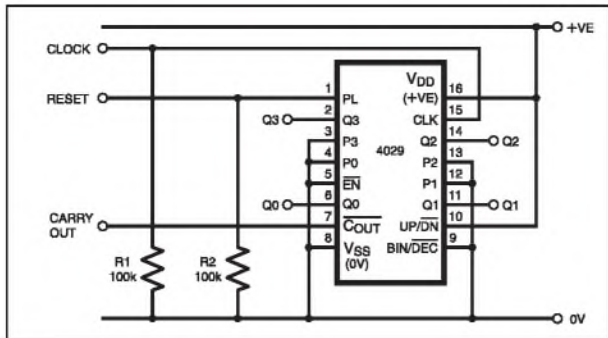 +VE
CLOCK
RESET
CARRY
OUT
R1
100k
R2
100k
Q3
Q0
1
2
3
4
5
6
7
8
PL
Q3
P3
P0
EN
Q0
COUT
VSS
(0V)
4029
VDD
(+VE)
CLK
Q2
P2
P1
Q1
UP/DN
BIN/DEC
16
15
14
13
12
11
10
9
Q2
Q1
0V